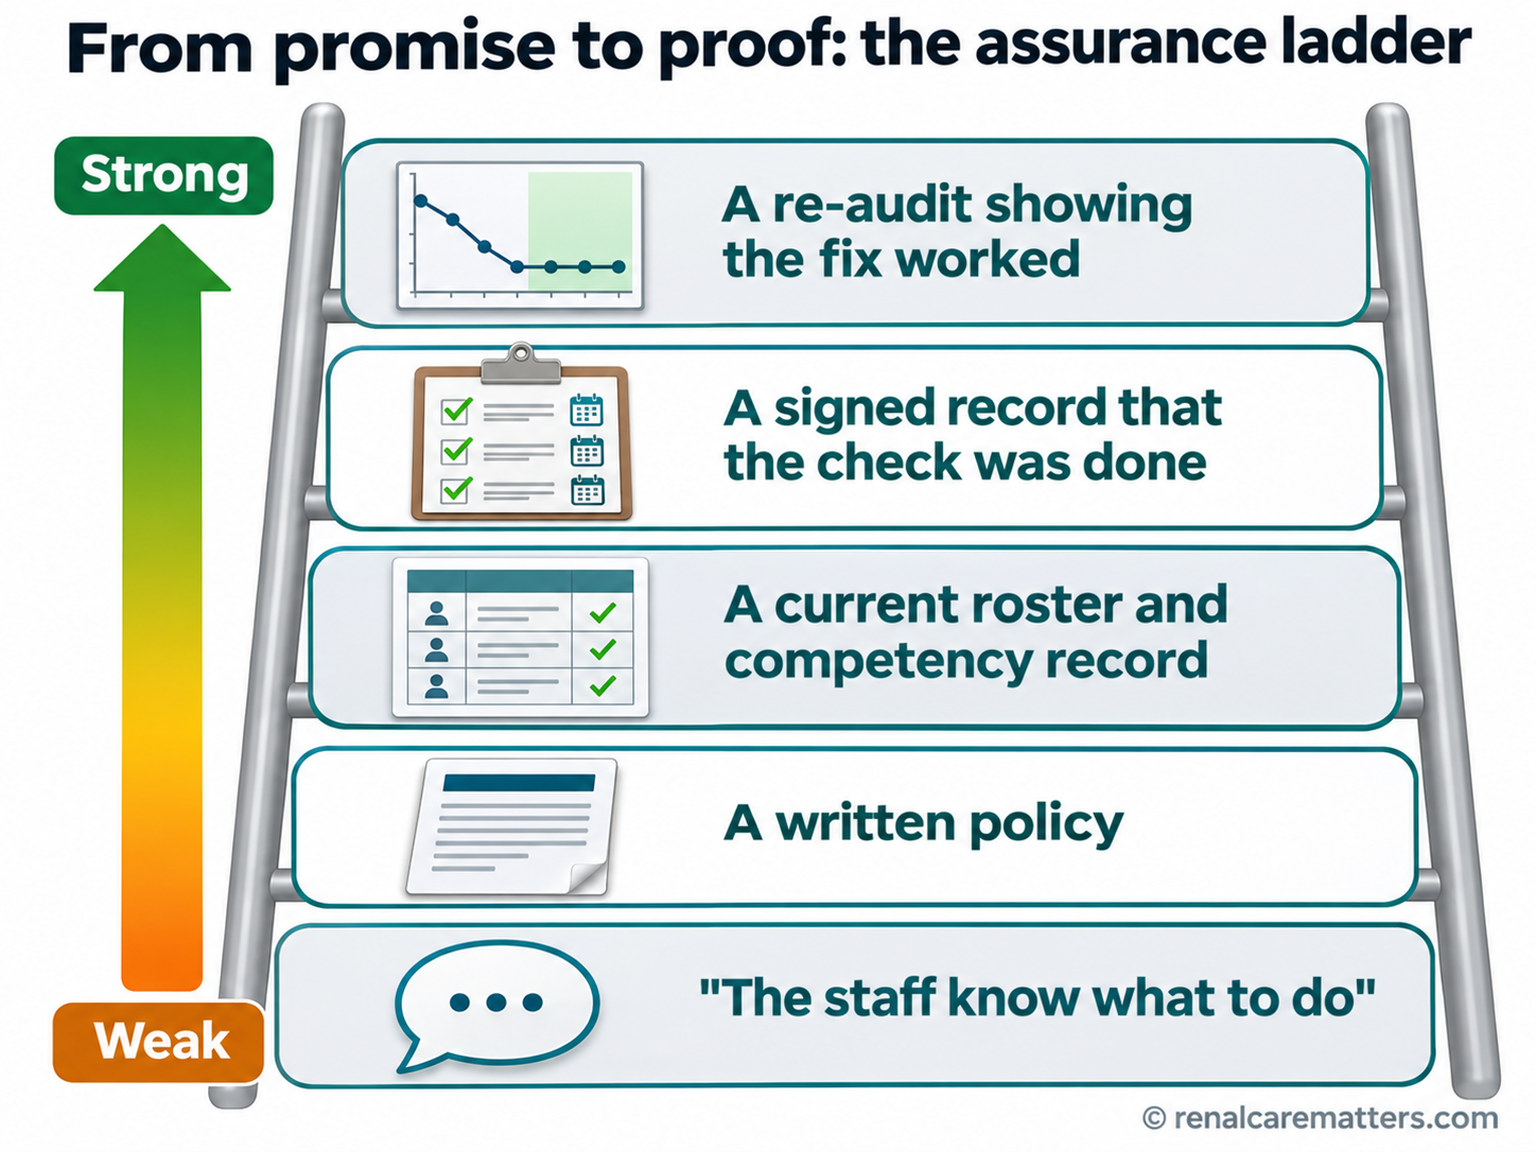 From promise to proof: the assurance ladder
Strong
A re-audit showing
the fix worked
A signed record that
the check was done
A current roster and
competency record
A written policy
"The staff know what to do"
Weak
© renalcarematters.com